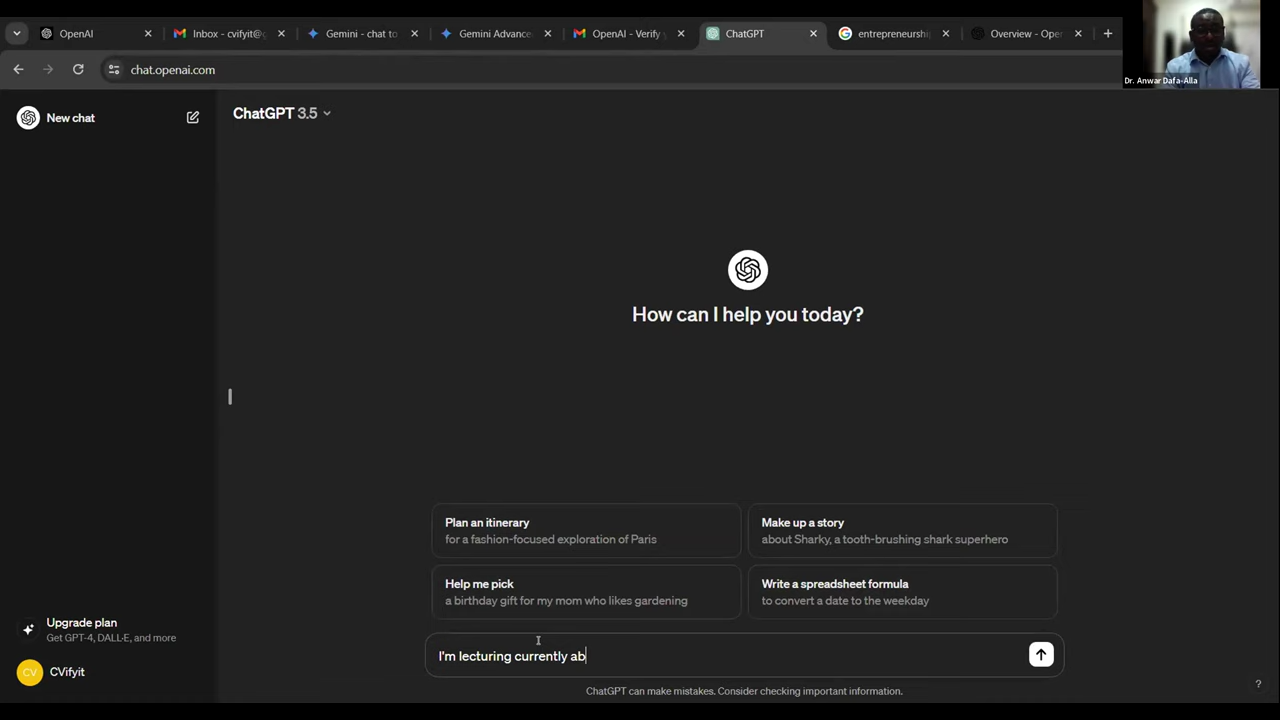 OpenAI
Inbox - cvifyit@g
Gemini - chat to
Gemini Advance
OpenAI - Verify y
ChatGPT
entrepreneurshi
Overview - Open
chat.openai.com
Dr. Anwar Dafa-Alla
New chat
ChatGPT 3.5
How can I help you today?
Plan an itinerary
for a fashion-focused exploration of Paris
Make up a story
about Sharky, a tooth-brushing shark superhero
Help me pick
a birthday gift for my mom who likes gardening
Write a spreadsheet formula
to convert a date to the weekday
Upgrade plan
Get GPT-4, DALL·E, and more
I'm lecturing currently ab
CV CVifyit
ChatGPT can make mistakes. Consider checking important information.
?